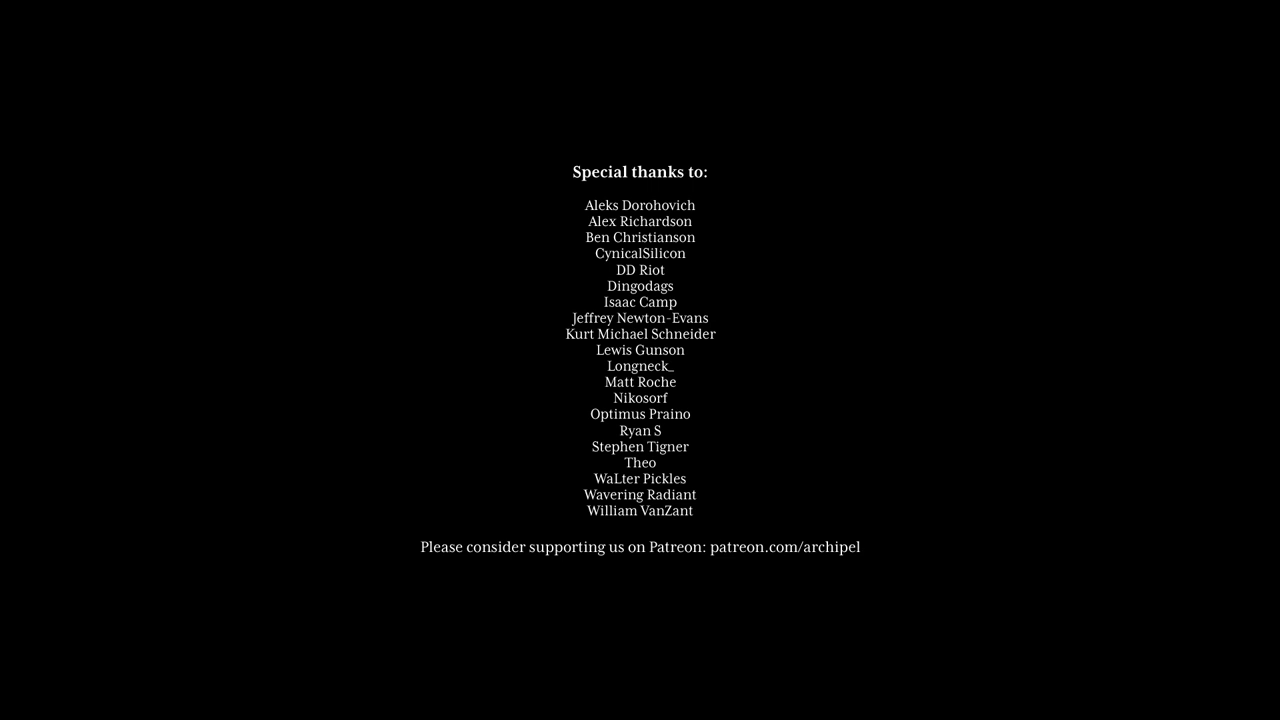 Special thanks to:
Aleks Dorohovich
Alex Richardson
Ben Christianson
CynicalSilicon
DD Riot
Dingodags
Isaac Camp
Jeffrey Newton-Evans
Kurt Michael Schneider
Lewis Gunson
Longneck_
Matt Roche
Nikosorf
Optimus Praino
Ryan S
Stephen Tigner
Theo
WaLter Pickles
Wavering Radiant
William VanZant
Please consider supporting us on Patreon: patreon.com/archipel